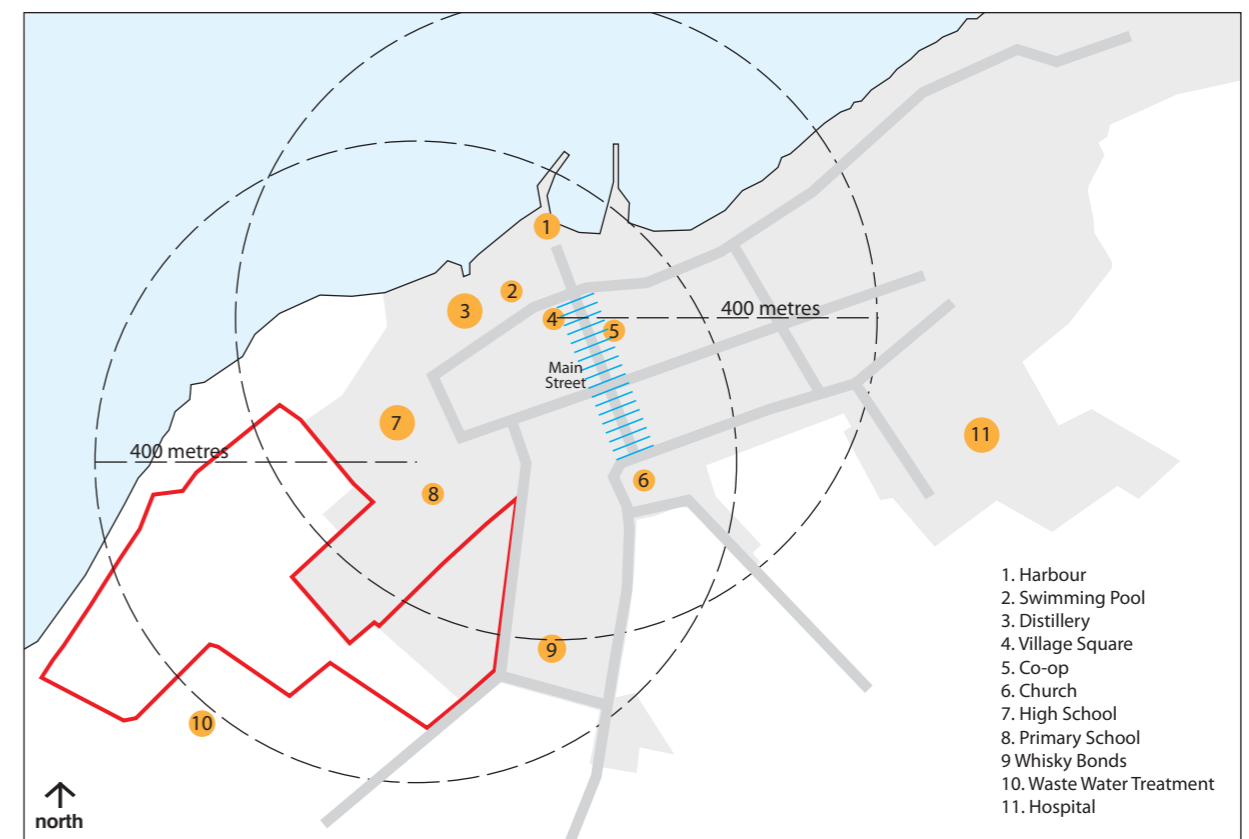 1
2
3
4
5
400 metres
Main
Street
7
400 metres
8
6
11
9
10
north
1. Harbour
2. Swimming Pool
3. Distillery
4. Village Square
5. Co-op
6. Church
7. High School
8. Primary School
9 Whisky Bonds
10. Waste Water Treatment
11. Hospital